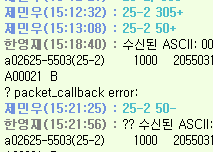 제민우(15:12:32) : 25-2 305+
제민우(15:13:08) : 25-2 50+
한영재(15:18:40) : 수신된 ASCII: 00
a02625-5503(25-2) 1000 2055031
A00021 B
? packet_callback error:
제민우(15:21:25) : 25-2 50-
한영재(15:21:56) : ?? 수신된 ASCII:
a02625-5503(25-2) 1000 2055031